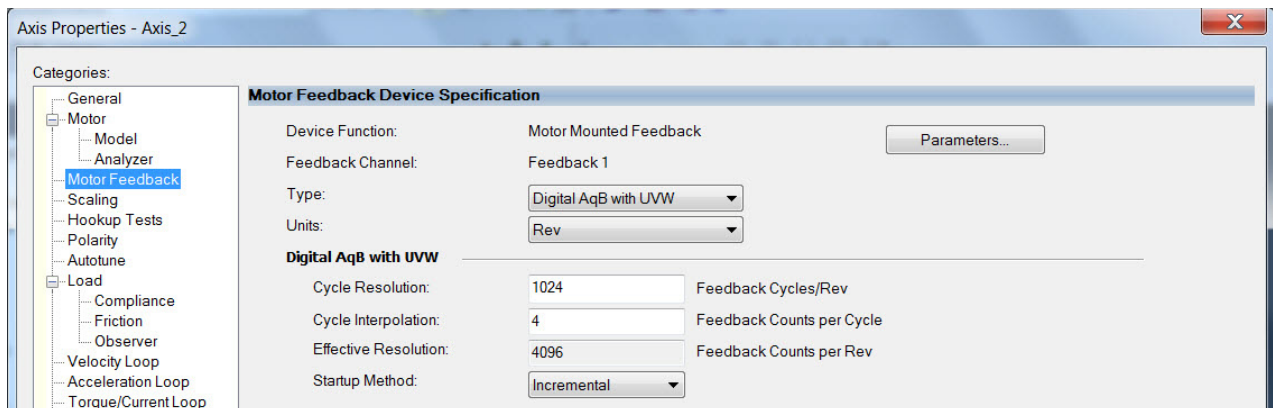 Axis Properties - Axis_2
X
Categories:
General
Motor
Model
Analyzer
Motor Feedback
Scaling
Hookup Tests
Polarity
Autotune
Load
Compliance
Friction
Observer
Velocity Loop
Acceleration Loop
Torque/Current Loop
Motor Feedback Device Specification
Device Function: Motor Mounted Feedback
Parameters...
Feedback Channel: Feedback 1
Type: Digital AqB with UVW
Units: Rev
Digital AqB with UVW
Cycle Resolution: 1024 Feedback Cycles/Rev
Cycle Interpolation: 4 Feedback Counts per Cycle
Effective Resolution: 4096 Feedback Counts per Rev
Startup Method: Incremental